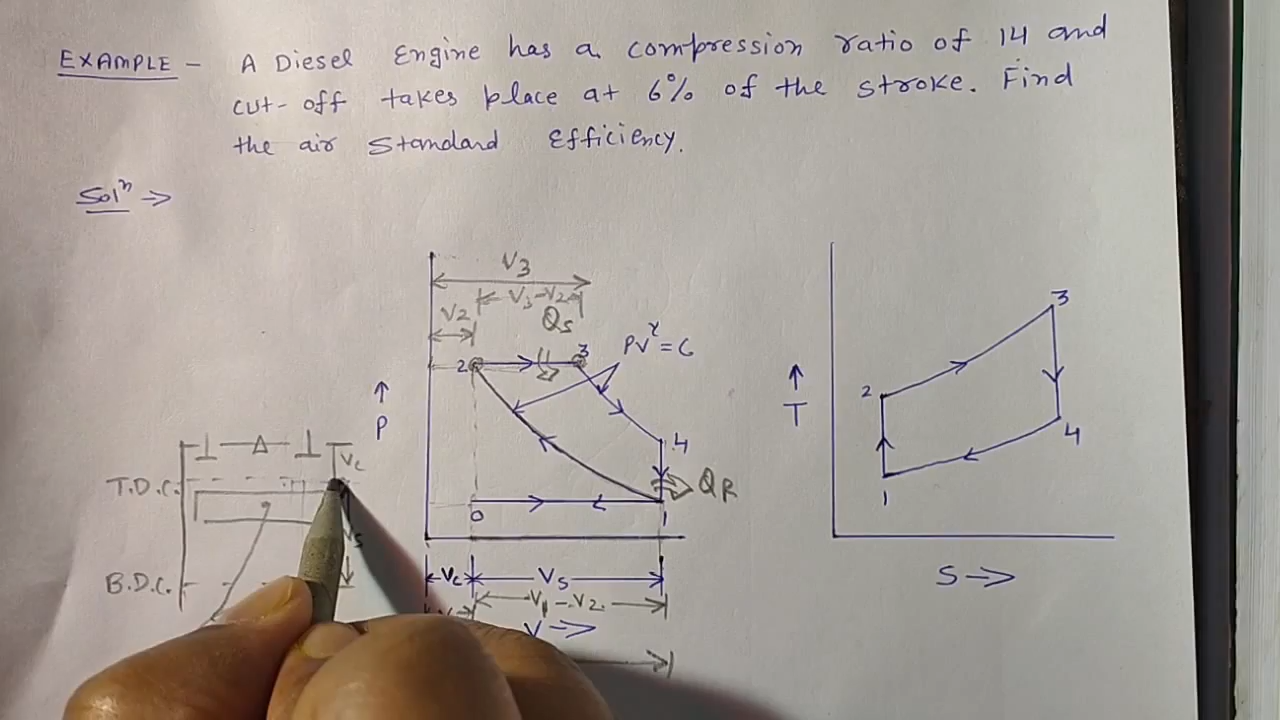 EXAMPLE - A Diesel Engine has a compression ratio of 14 and
cut-off takes place at 6% of the stroke. Find
the air standard Efficiency.
Solⁿ →
V3
V3-V2
V2
Qs
2
3
PV^γ = C
↑
P
4
QR
0
1
Vc
Vs
V1-V2
V →
T.D.C.
Vc
B.D.C.
↑
T
3
2
4
1
S →